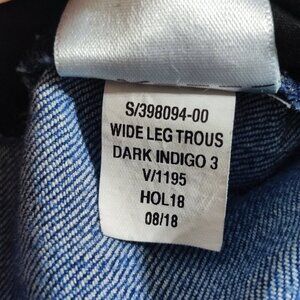 S/398094-00
WIDE LEG TROUS
DARK INDIGO 3
V/1195
HOL18
08/18